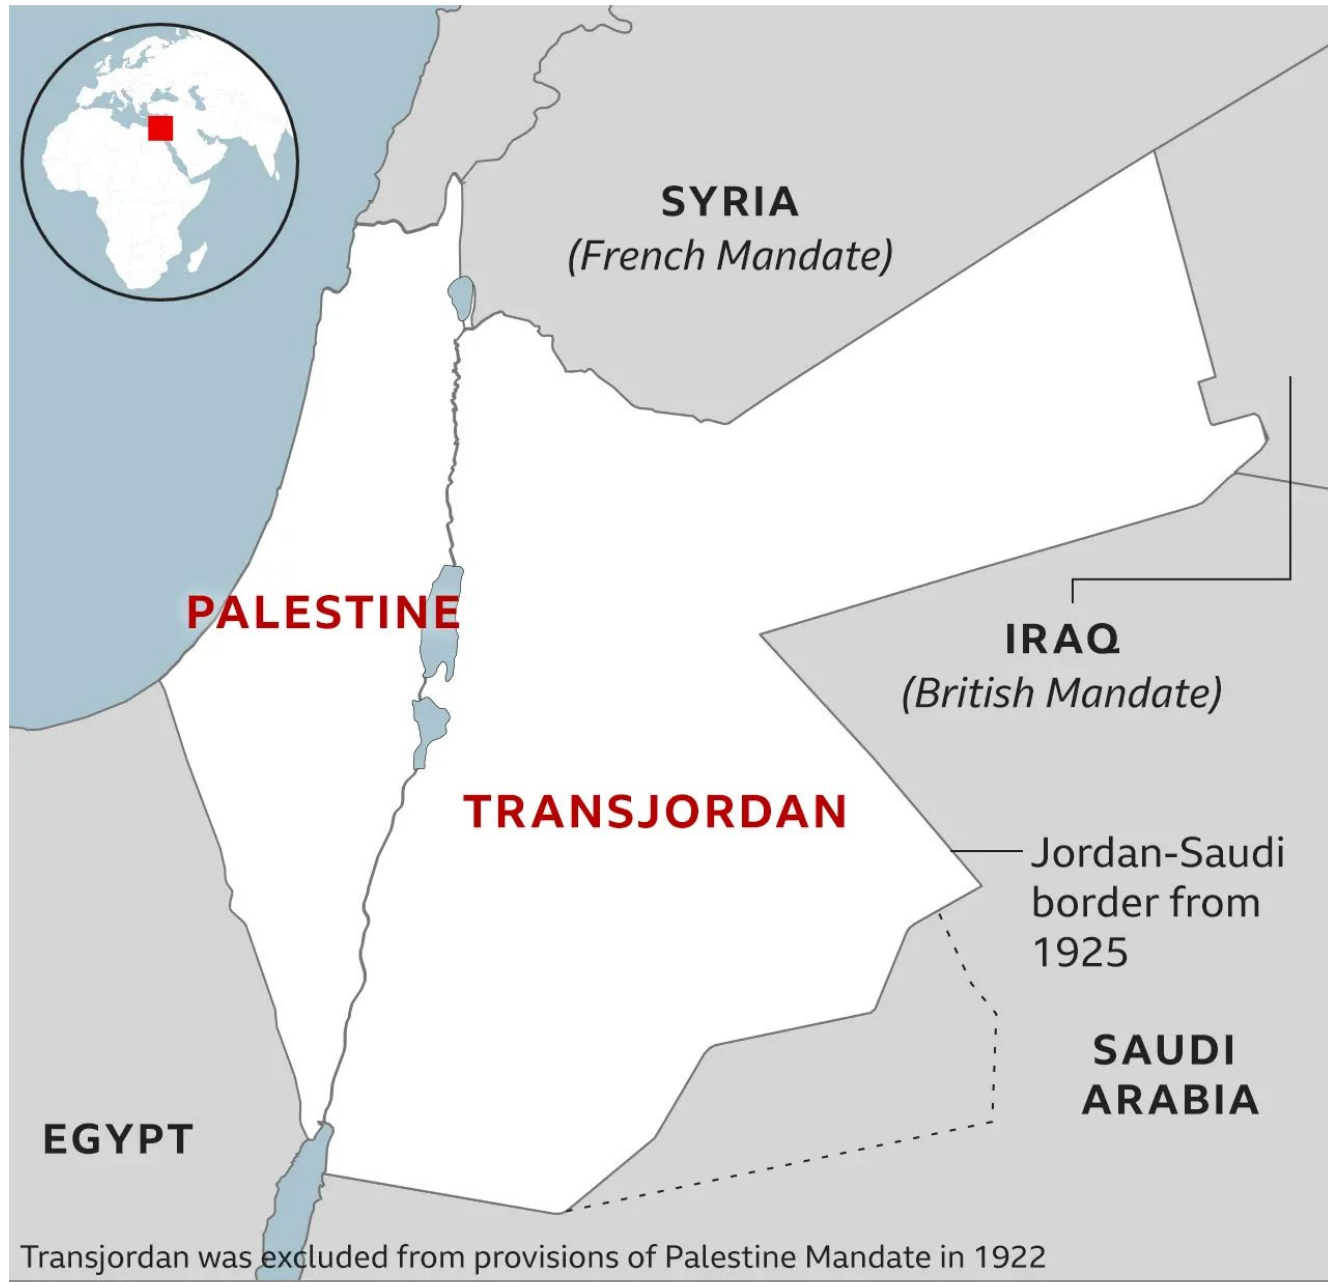 SYRIA
(French Mandate)
PALESTINE
IRAQ
(British Mandate)
TRANSJORDAN
Jordan-Saudi
border from
1925
SAUDI
ARABIA
EGYPT
Transjordan was excluded from provisions of Palestine Mandate in 1922